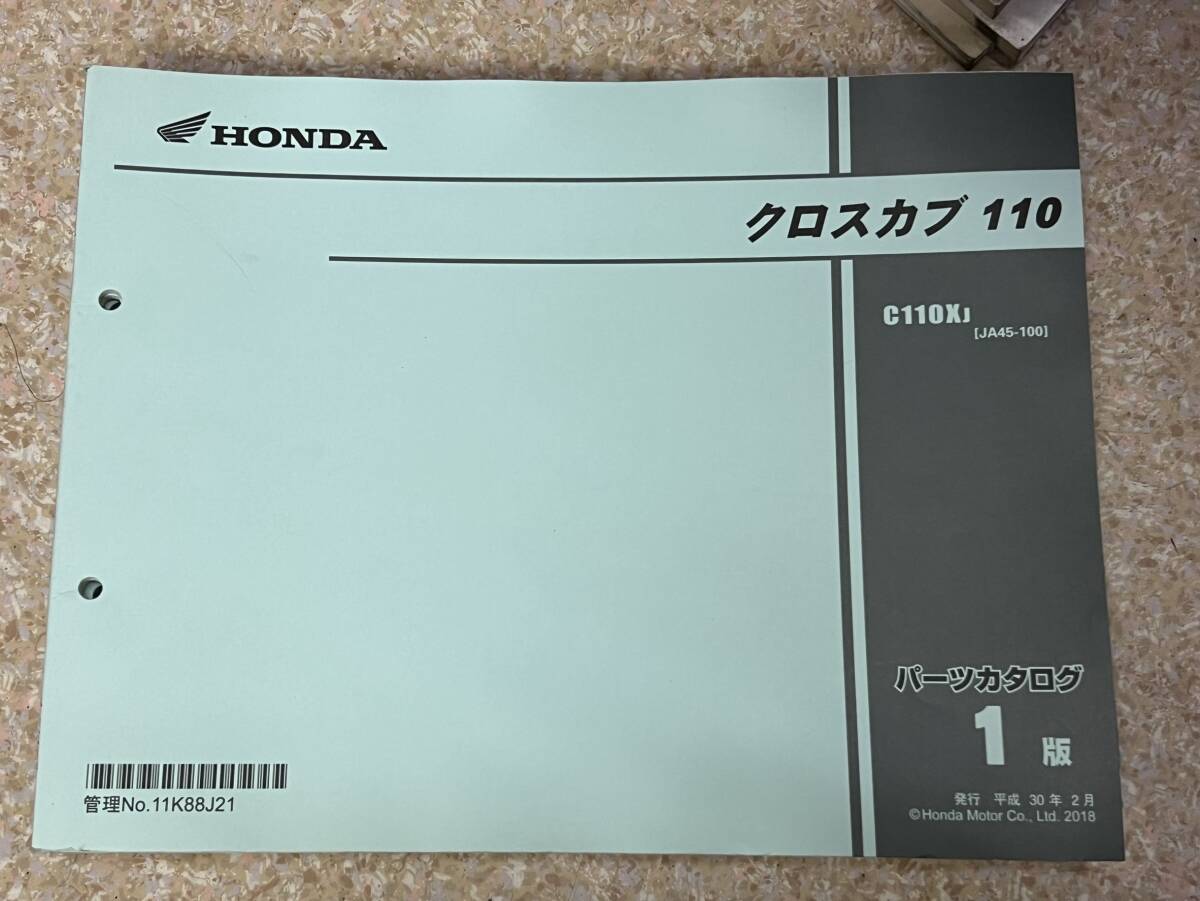 HONDA
クロスカブ 110
C110XJ
[JA45-100]
パーツカタログ
1 版
発行 平成 30 年 2 月
©Honda Motor Co., Ltd. 2018
管理No.11K88J21